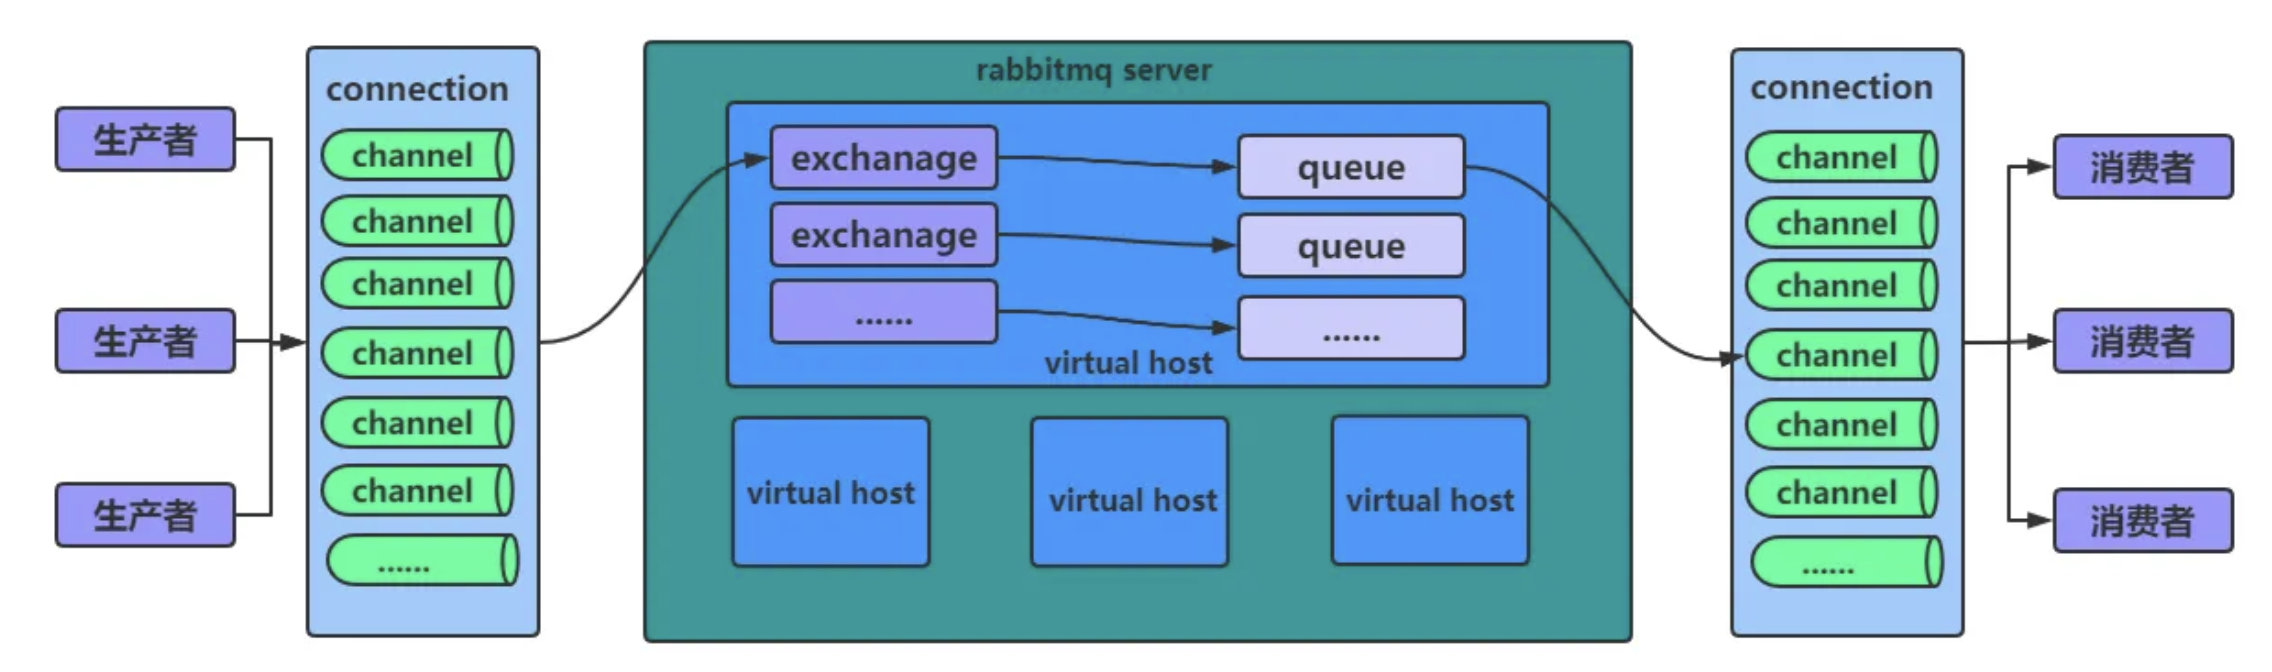 生产者
生产者
生产者
connection
channel
channel
channel
channel
channel
channel
......
rabbitmq server
exchanage
queue
exchanage
queue
......
......
virtual host
virtual host
virtual host
virtual host
connection
channel
channel
channel
channel
channel
channel
......
消费者
消费者
消费者